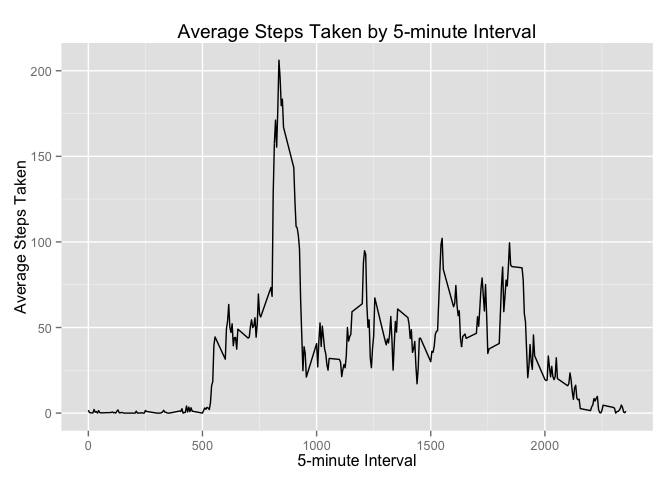 Average Steps Taken by 5-minute Interval
200
150
100
50
0
Average Steps Taken
0 500 1000 1500 2000
5-minute Interval